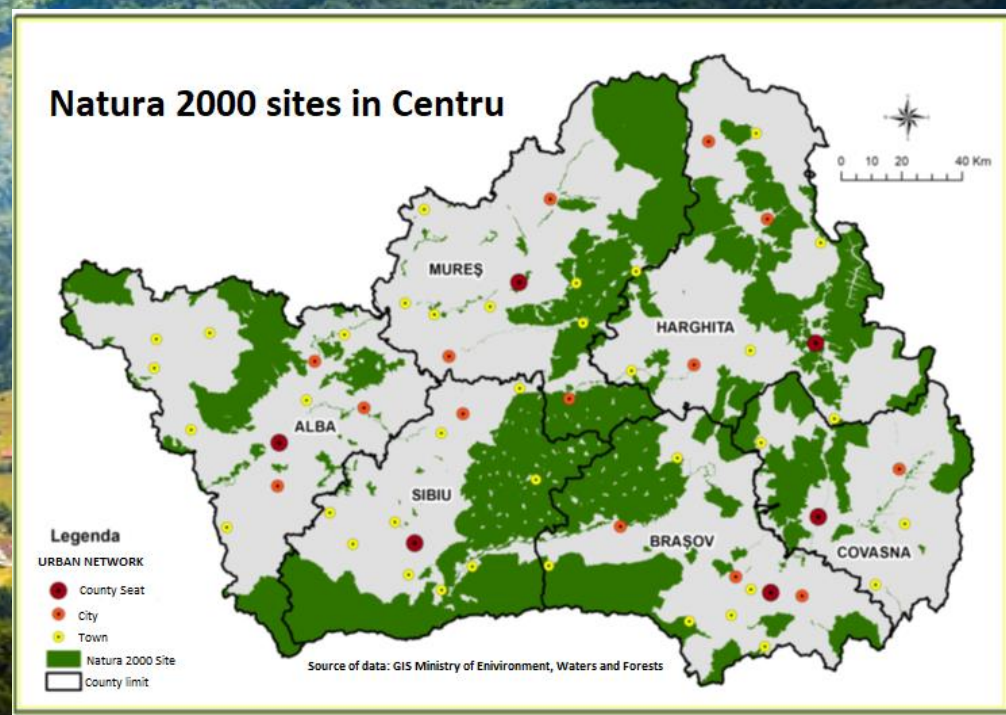 Natura 2000 sites in Centru
0 10 20 40 Km
MUREŞ
HARGHITA
ALBA
SIBIU
BRAŞOV
COVASNA
Legenda
URBAN NETWORK
County Seat
City
Town
Natura 2000 Site
County limit
Source of data: GIS Ministry of Enivironment, Waters and Forests